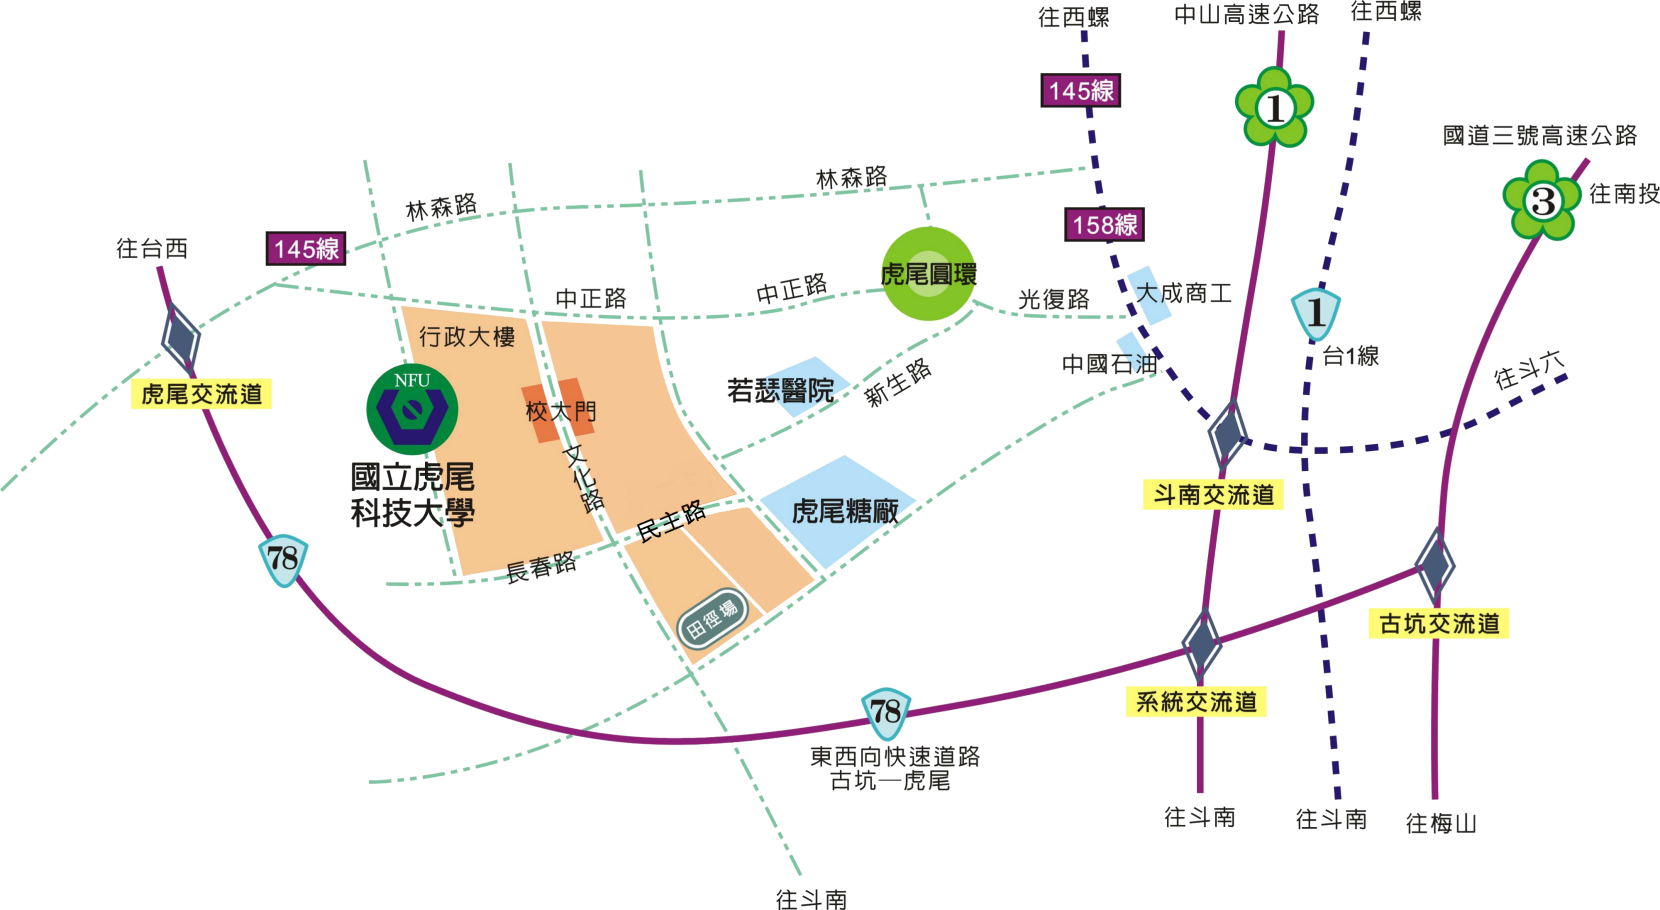 往西螺
中山高速公路
往西螺
145線
1
國道三號高速公路
3
往南投
林森路
林森路
158線
往台西
145線
虎尾圓環
中正路
中正路
光復路
大成商工
1
台1線
行政大樓
中國石油
往斗六
NFU
虎尾交流道
校大門
若瑟醫院
新生路
國立虎尾
科技大學
文化路
斗南交流道
虎尾糖廠
民主路
長春路
78
田徑場
古坑交流道
系統交流道
78
東西向快速道路
古坑—虎尾
往斗南
往斗南
往梅山
往斗南